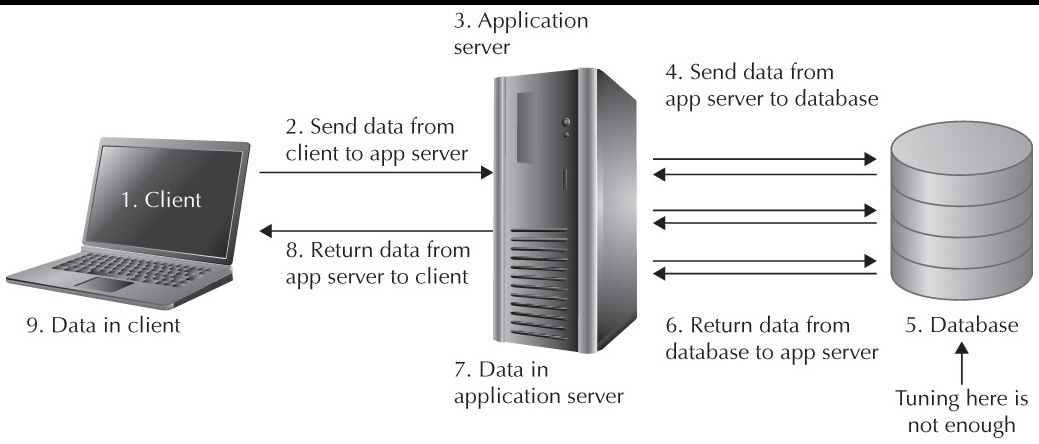 3. Application
server
4. Send data from
app server to database
2. Send data from
client to app server
1. Client
8. Return data from
app server to client
9. Data in client
6. Return data from
database to app server
5. Database
7. Data in
application server
Tuning here is
not enough